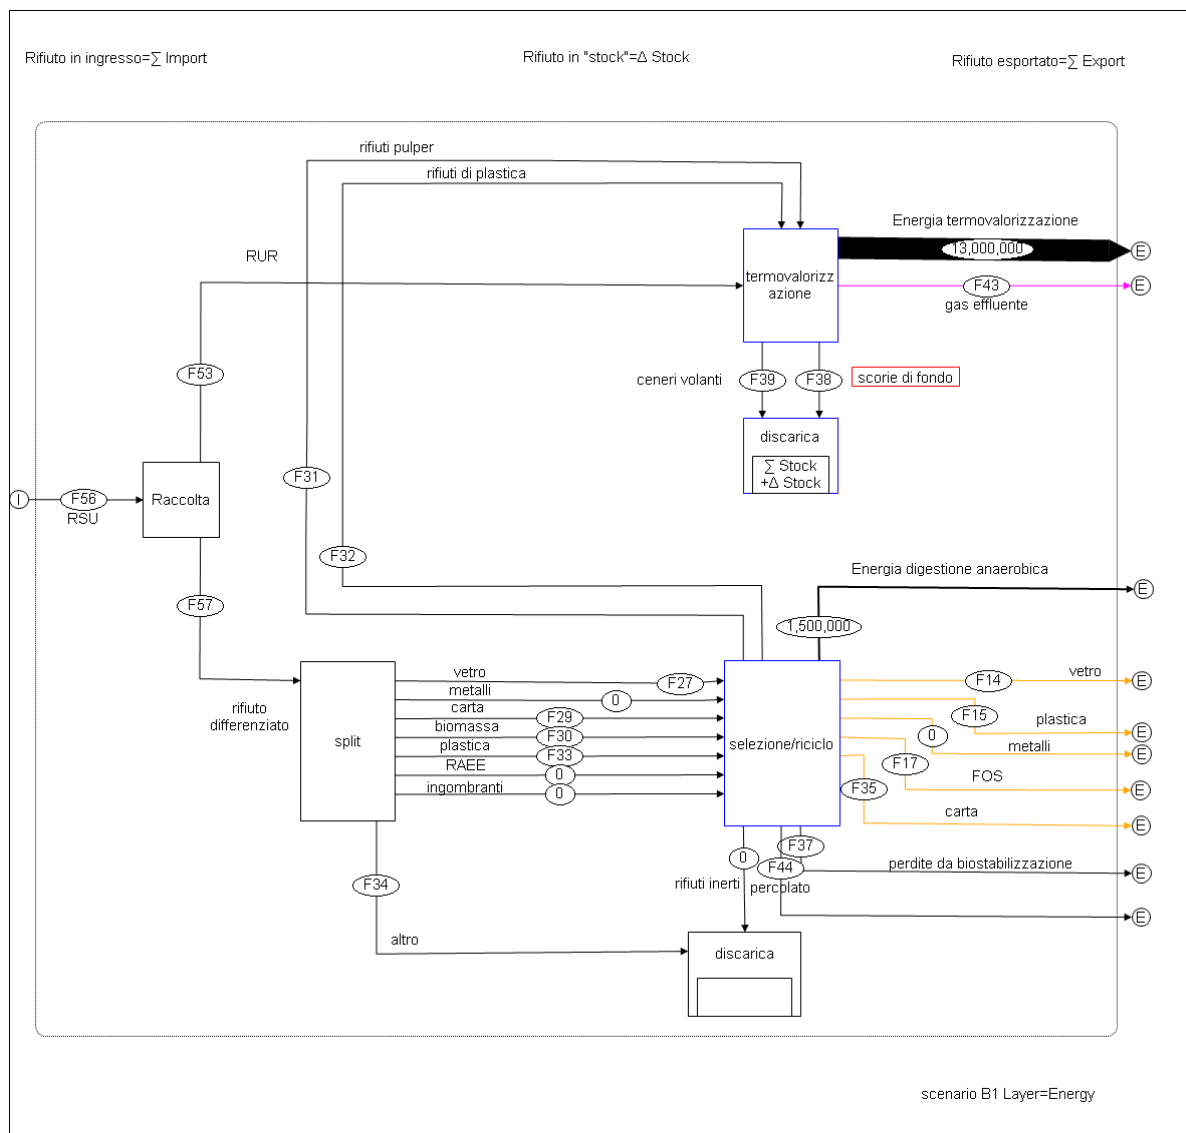 Rifiuto in ingresso=∑ Import
Rifiuto in "stock"=Δ Stock
Rifiuto esportato=∑ Export
rifiuti pulper
rifiuti di plastica
Energia termovalorizzazione
13,000,000
E
RUR
termovalorizz
azione
F43
E
gas effluente
F53
ceneri volanti
F39
F38
scorie di fondo
discarica
∑ Stock
+Δ Stock
F31
I
F56
RSU
Raccolta
F32
Energia digestione anaerobica
E
F57
1,500,000
rifiuto
differenziato
split
vetro
F27
metalli
0
carta
F29
biomassa
F30
plastica
F33
RAEE
0
ingombranti
0
selezione/riciclo
F14
vetro
E
F15
plastica
E
0
metalli
E
F17
FOS
E
F35
carta
E
F37
perdite da biostabilizzazione
E
0
F44
rifiuti inerti
percolato
E
F34
altro
discarica
scenario B1 Layer=Energy